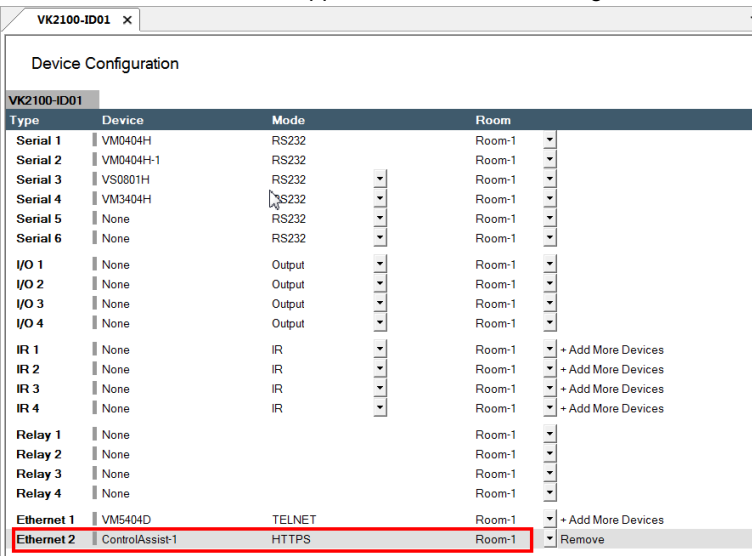 VK2100-ID01 ×
Device Configuration
VK2100-ID01
Type Device Mode Room
Serial 1 VM0404H RS232 Room-1
Serial 2 VM0404H-1 RS232 Room-1
Serial 3 VS0801H RS232 Room-1
Serial 4 VM3404H RS232 Room-1
Serial 5 None RS232 Room-1
Serial 6 None RS232 Room-1
I/O 1 None Output Room-1
I/O 2 None Output Room-1
I/O 3 None Output Room-1
I/O 4 None Output Room-1
IR 1 None IR Room-1 + Add More Devices
IR 2 None IR Room-1 + Add More Devices
IR 3 None IR Room-1 + Add More Devices
IR 4 None IR Room-1 + Add More Devices
Relay 1 None Room-1
Relay 2 None Room-1
Relay 3 None Room-1
Relay 4 None Room-1
Ethernet 1 VM5404D TELNET Room-1 + Add More Devices
Ethernet 2 ControlAssist-1 HTTPS Room-1 Remove